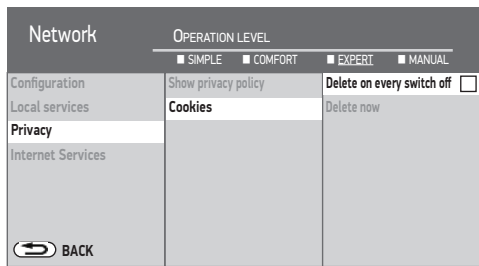 Network
OPERATION LEVEL
SIMPLE COMFORT EXPERT MANUAL
Configuration Show privacy policy Delete on every switch off
Local services Cookies Delete now
Privacy
Internet Services
BACK